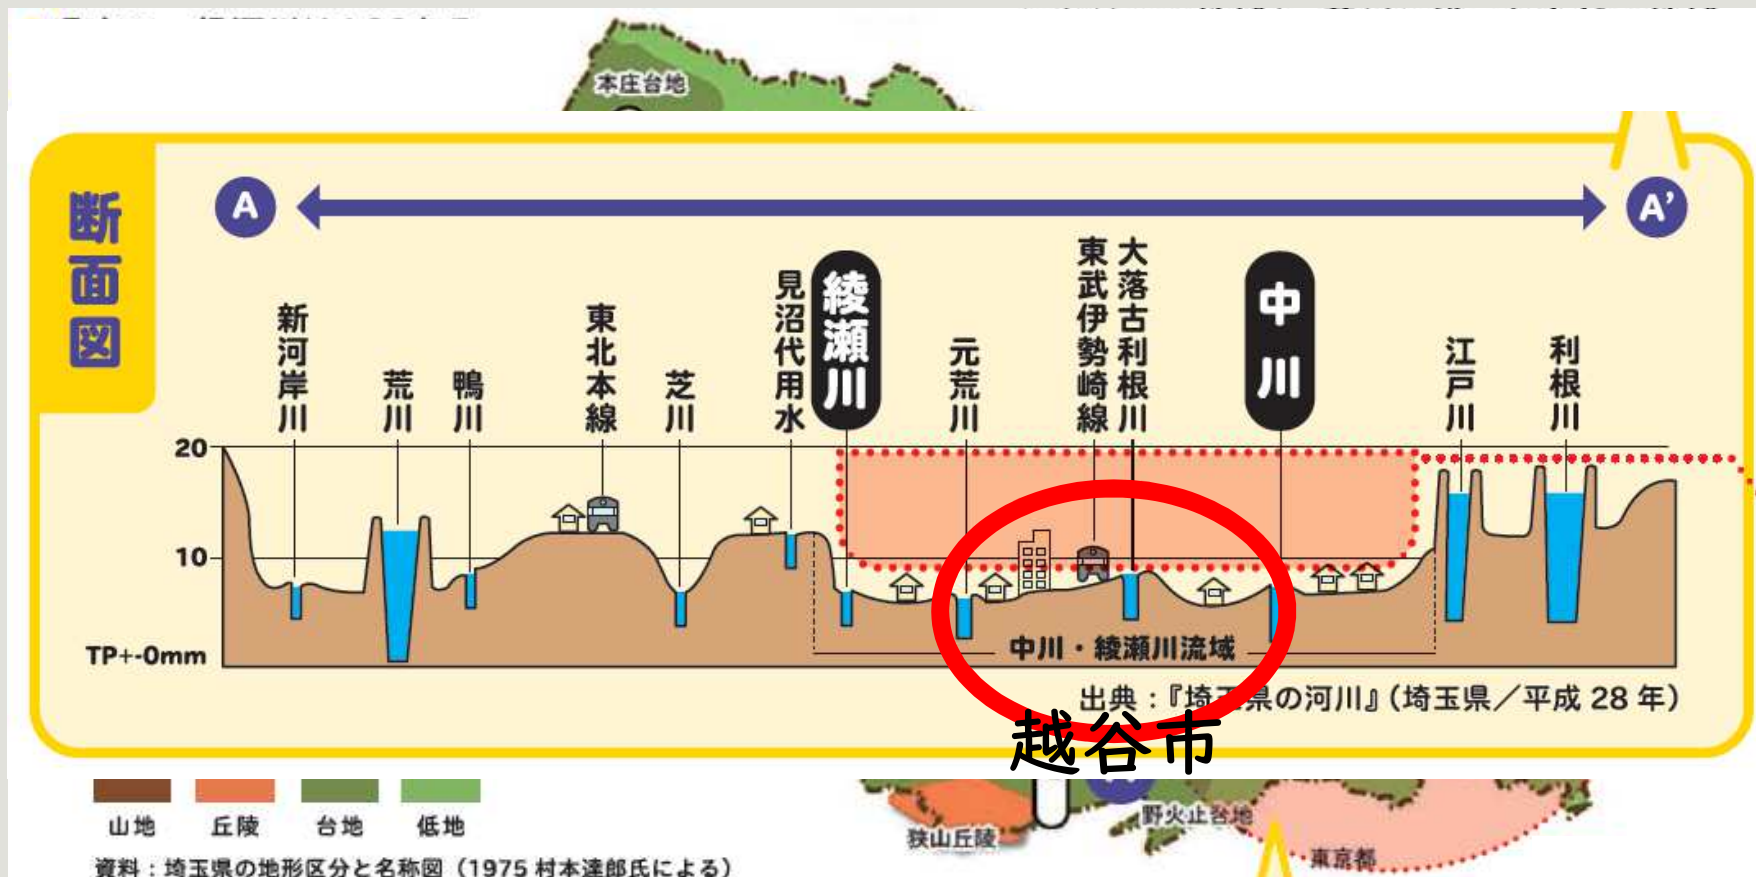 本庄台地
断面図
A
A’
新河岸川
荒川
鴨川
東北本線
芝川
見沼代用水
綾瀬川
元荒川
東武伊勢崎線
大落古利根川
中川
江戸川
利根川
20
10
TP+-0mm
中川・綾瀬川流域
出典：『埼玉県の河川』（埼玉県／平成 28 年）
越谷市
山地
丘陵
台地
低地
狭山丘陵
野火止台地
東京都
資料：埼玉県の地形区分と名称図（1975 村本達郎氏による）